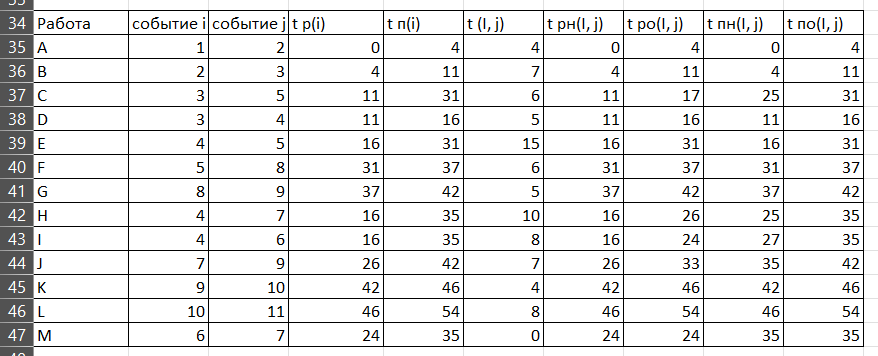 34 Работа событие i событие j t р(i) t п(i) t (I, j) t рн(I, j) t ро(I, j) t пн(I, j) t по(I, j)
35 A 1 2 0 4 4 0 4 0 4
36 B 2 3 4 11 7 4 11 4 11
37 C 3 5 11 31 6 11 17 25 31
38 D 3 4 11 16 5 11 16 11 16
39 E 4 5 16 31 15 16 31 16 31
40 F 5 8 31 37 6 31 37 31 37
41 G 8 9 37 42 5 37 42 37 42
42 H 4 7 16 35 10 16 26 25 35
43 I 4 6 16 35 8 16 24 27 35
44 J 7 9 26 42 7 26 33 35 42
45 K 9 10 42 46 4 42 46 42 46
46 L 10 11 46 54 8 46 54 46 54
47 M 6 7 24 35 0 24 24 35 35